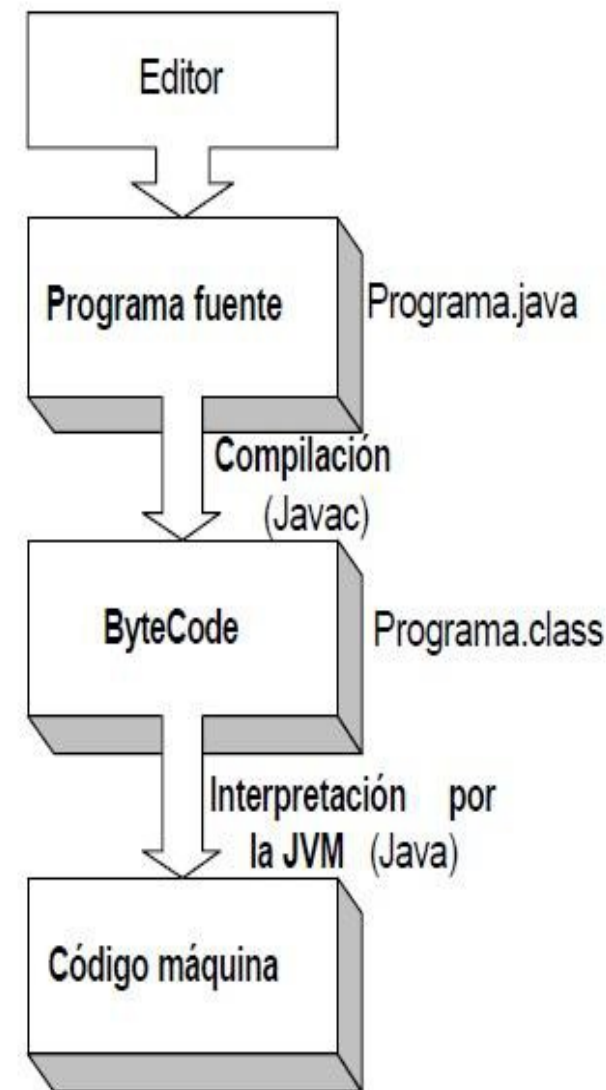 Editor
Programa fuente
Programa.java
Compilación
(Javac)
ByteCode
Programa.class
Interpretación por
la JVM (Java)
Código máquina